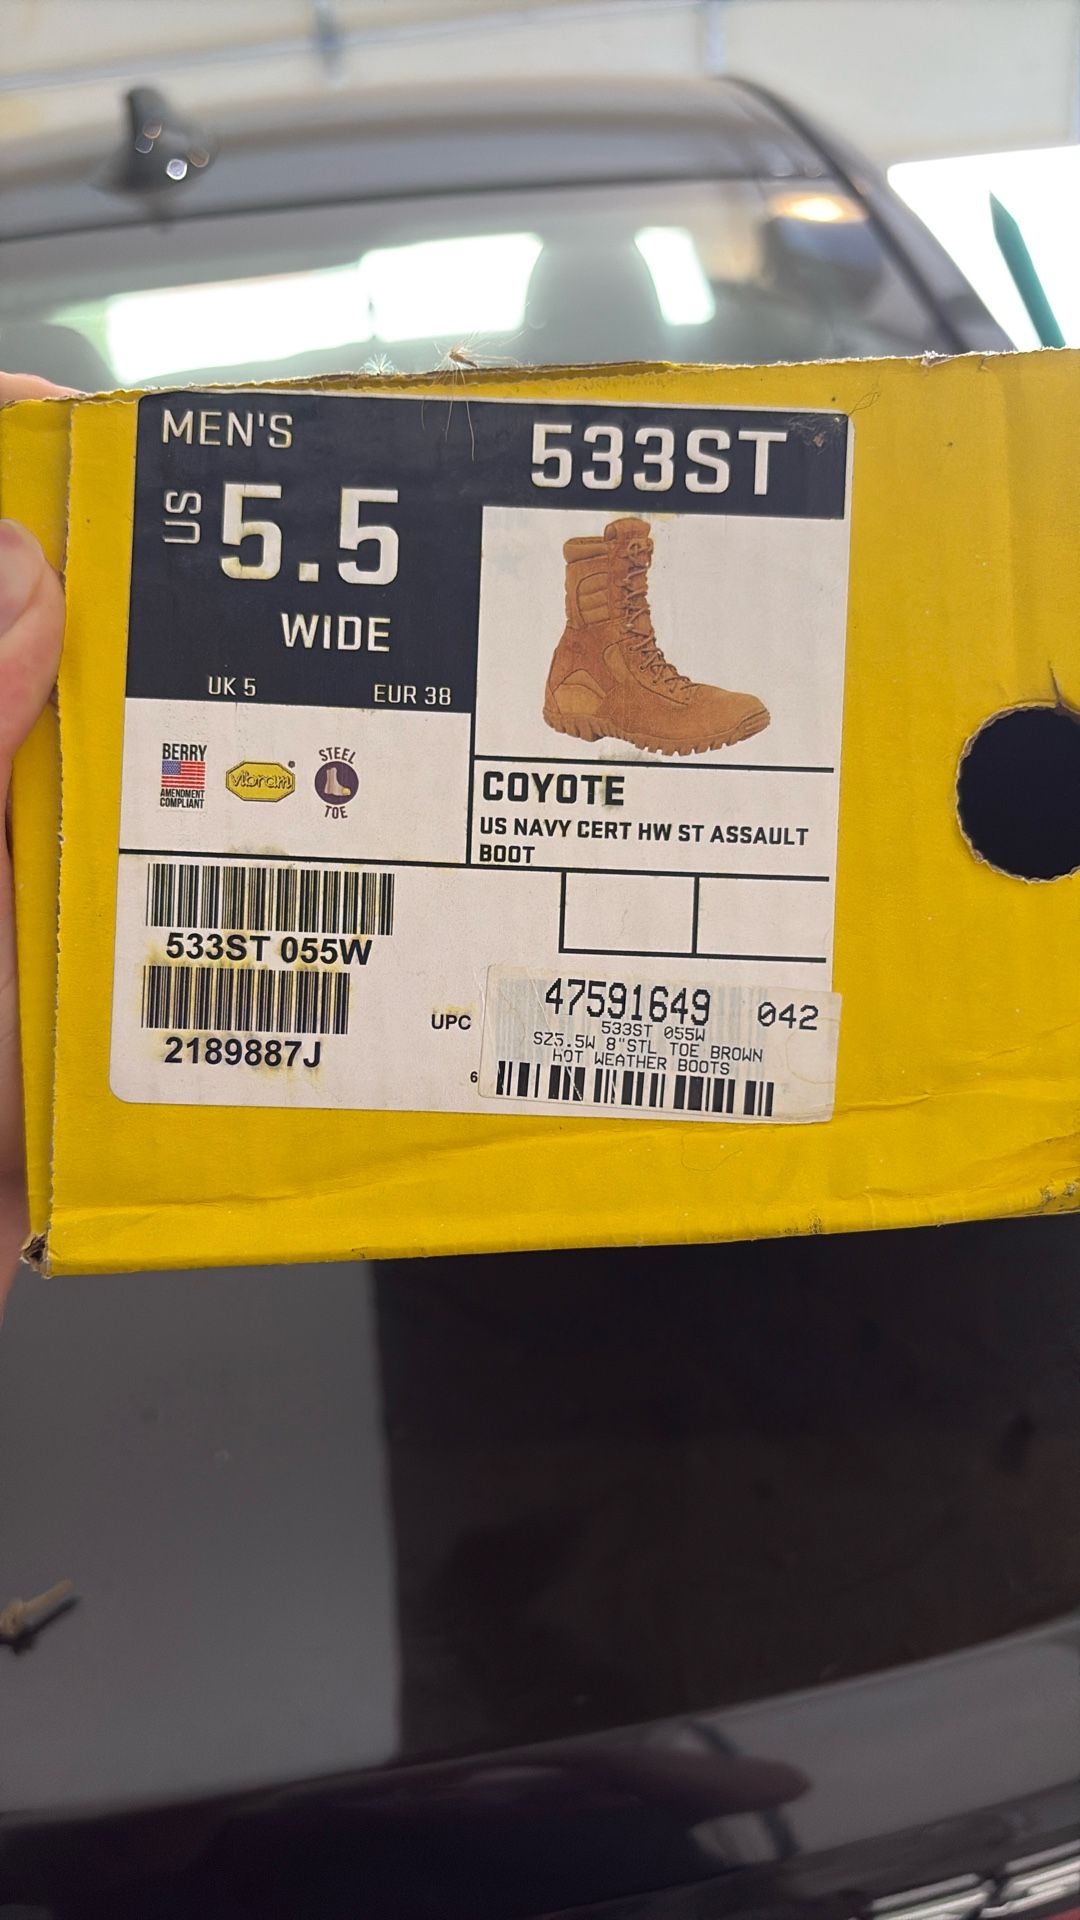 MEN'S
US 5.5
WIDE
UK 5 EUR 38
533ST
BERRY
AMENDMENT
COMPLIANT
vibram®
STEEL
TOE
COYOTE
US NAVY CERT HW ST ASSAULT
BOOT
533ST 055W
2189887J
UPC
6
47591649 042
533ST 055W
SZ5.5W 8"STL TOE BROWN
HOT WEATHER BOOTS